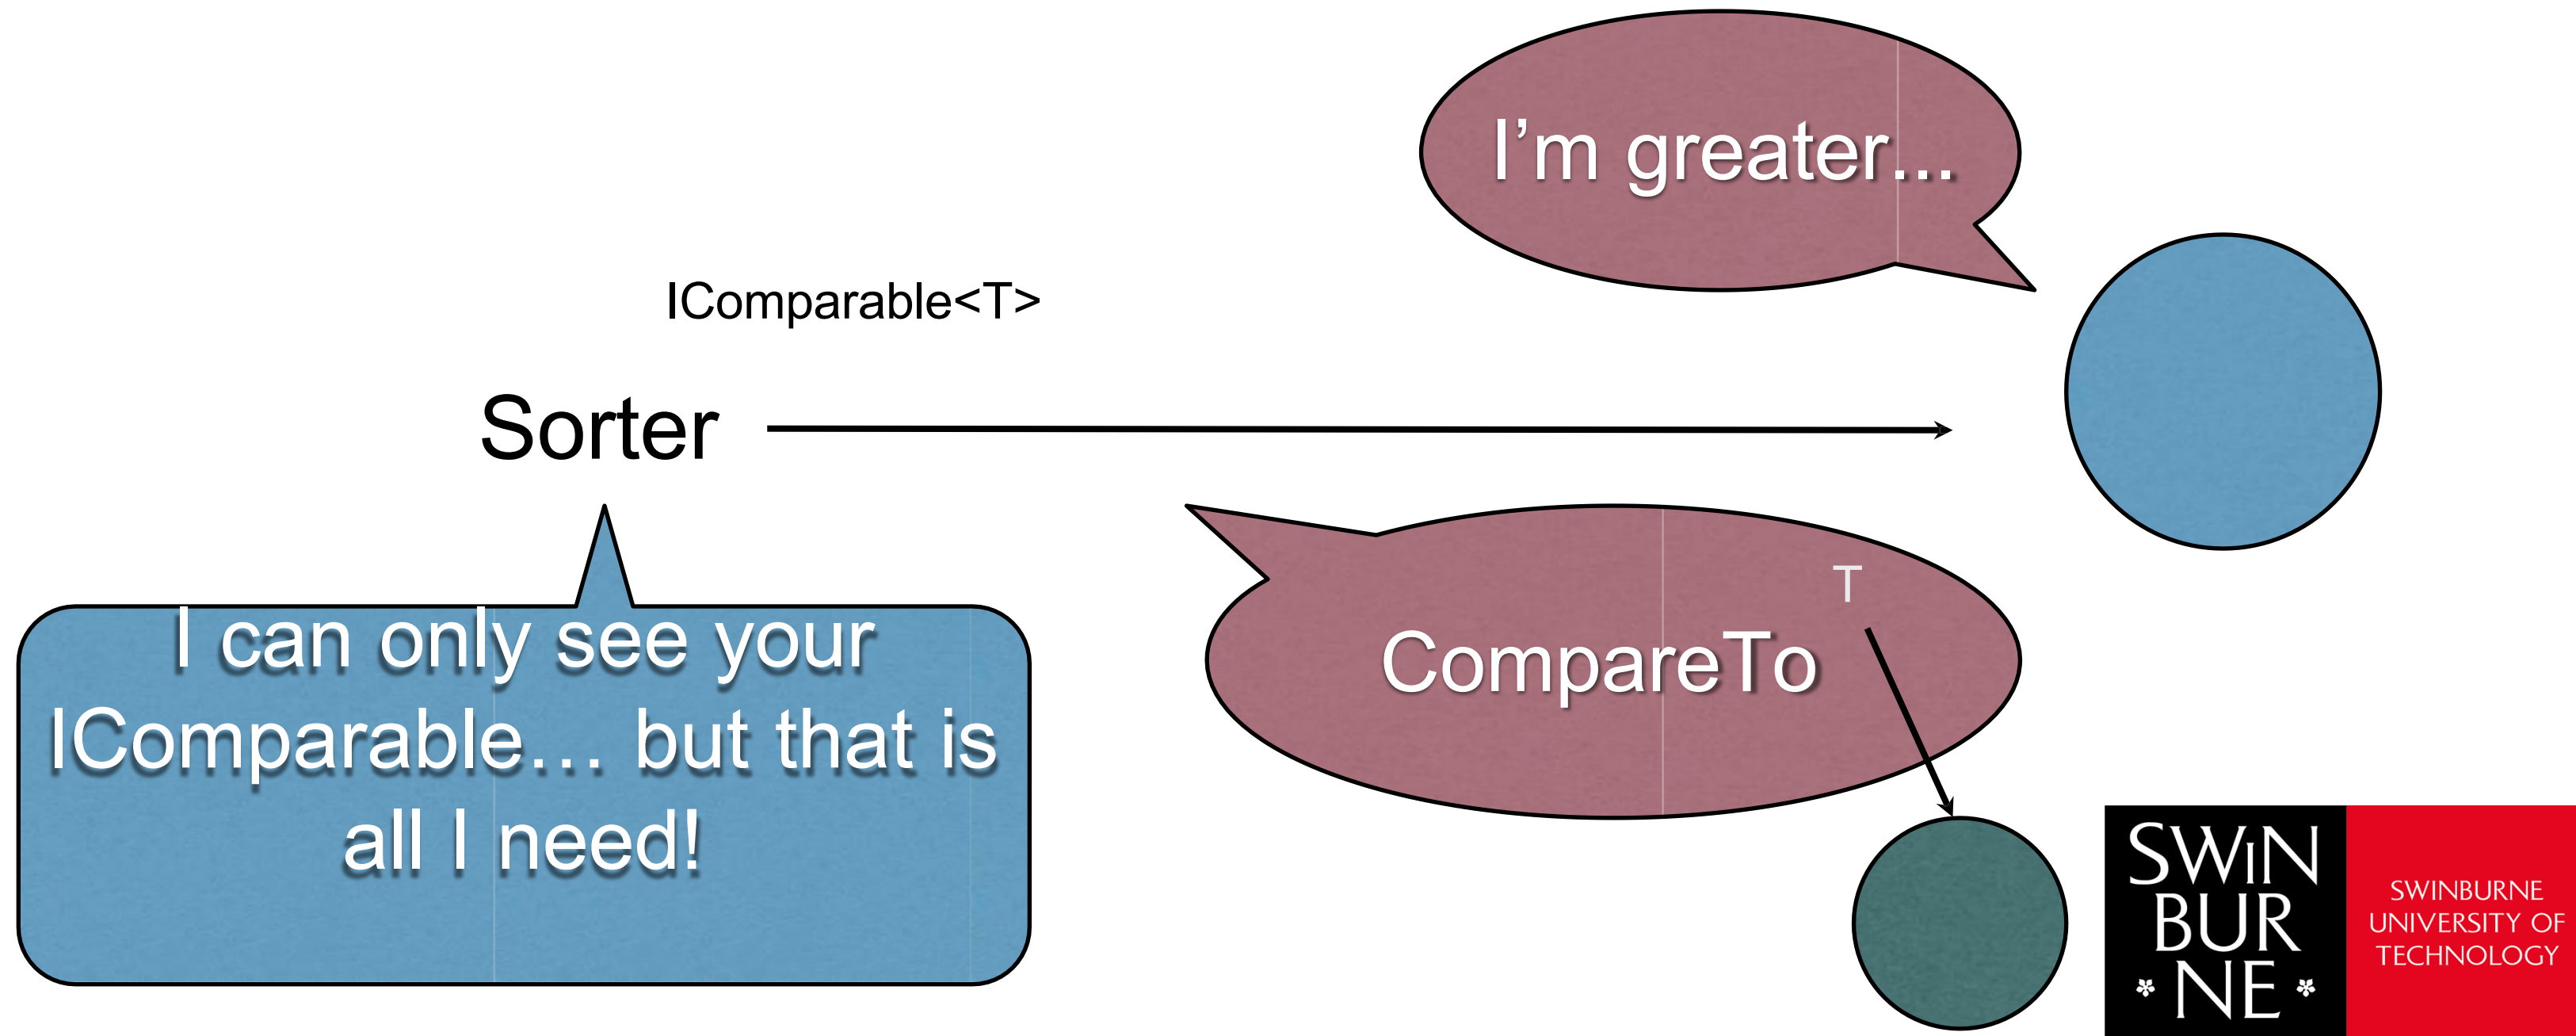 I’m greater...
IComparable<T>
Sorter
T
CompareTo
I can only see your
IComparable… but that is
all I need!
SWIN
BUR
NE
SWINBURNE
UNIVERSITY OF
TECHNOLOGY